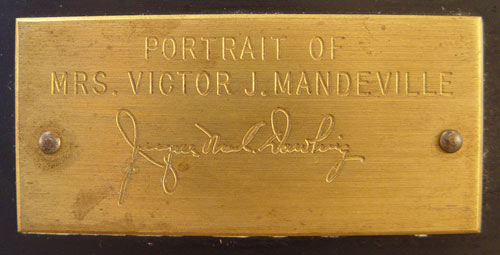 PORTRAIT OF
MRS. VICTOR J. MANDEVILLE